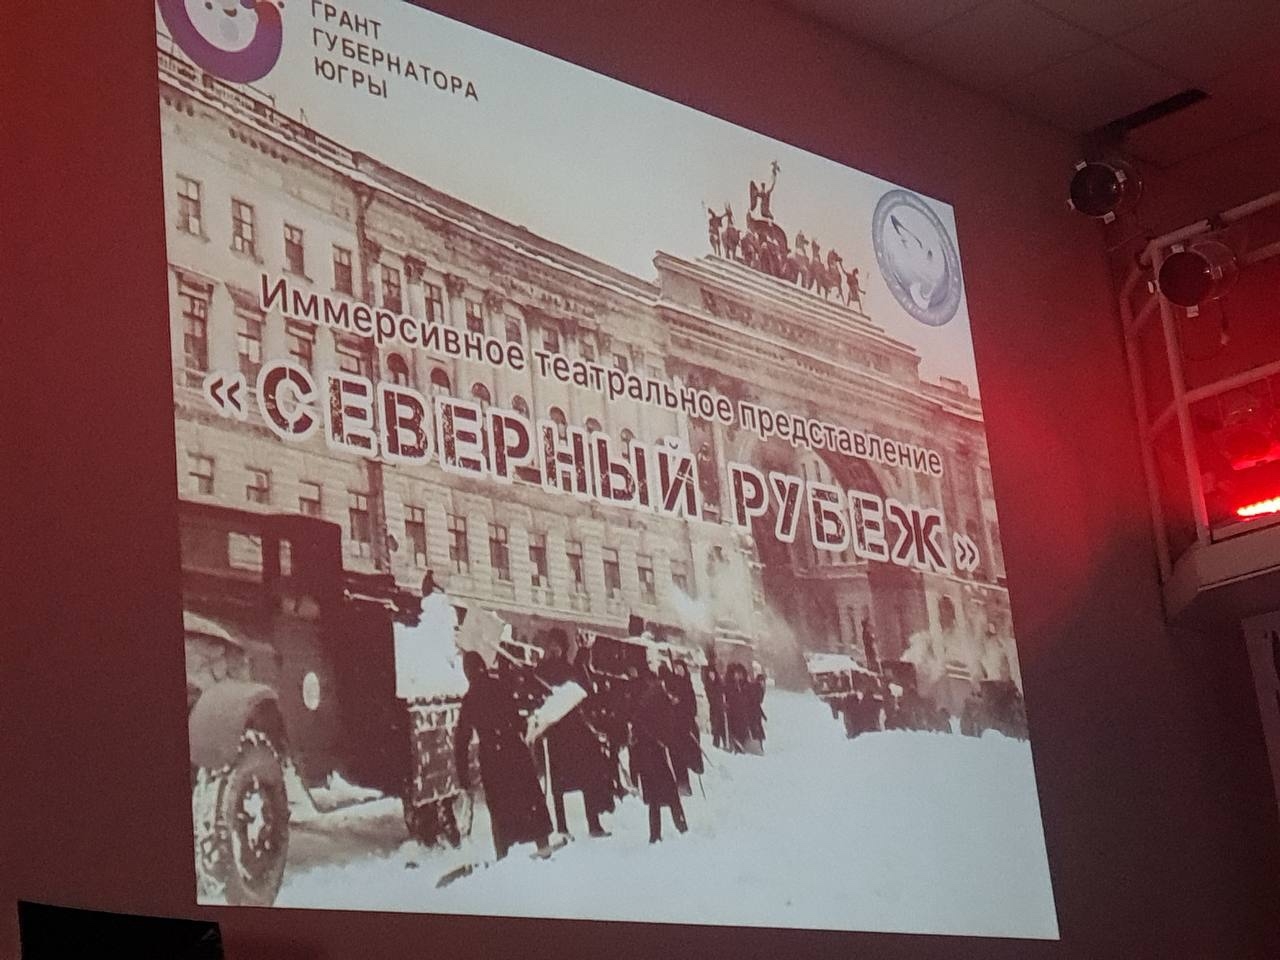 ГРАНТ
ГУБЕРНАТОРА
ЮГРЫ
Иммерсивное театральное представление
«СЕВЕРНЫЙ РУБЕЖ»